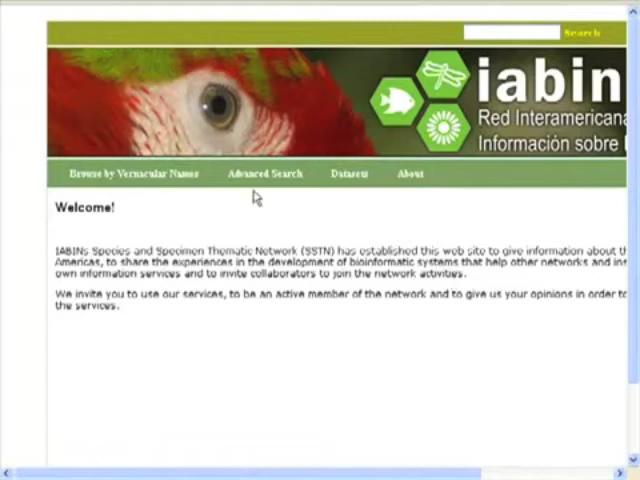 Search
iabin
Red Interamericana
Información sobre
Browse by Vernacular Names Advanced Search Datasets About
Welcome!
IABINs Species and Specimen Thematic Network (SSTN) has established this web site to give information about
Americas, to share the experiences in the development of bioinformatic systems that help other networks and
own information services and to invite collaborators to join the network activities.
We invite you to use our services, to be an active member of the network and to give us your opinions in order to
the services.